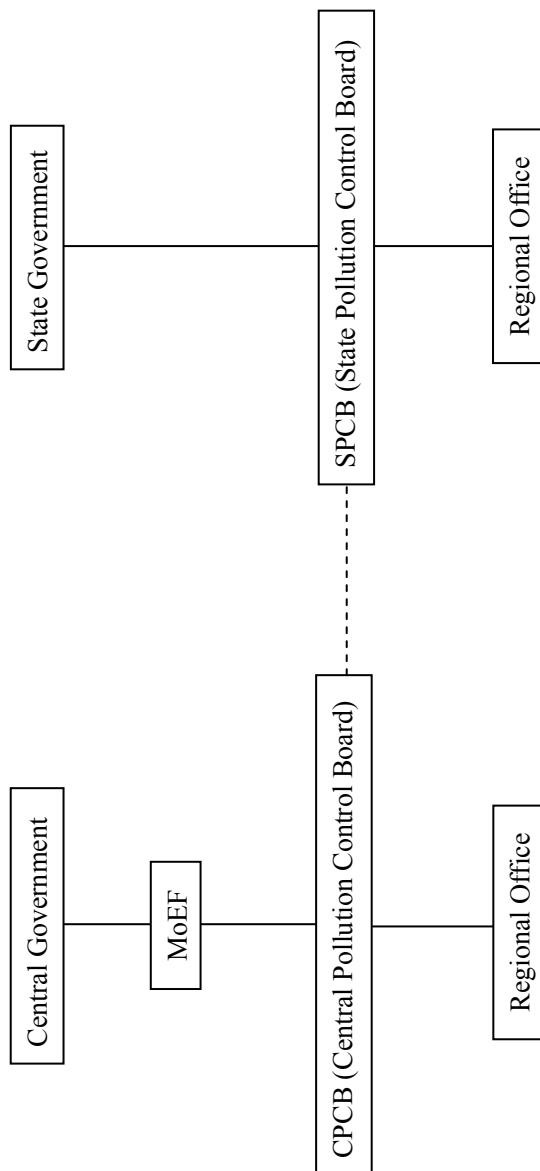 Central Government
State Government
MoEF
CPCB (Central Pollution Control Board)
SPCB (State Pollution Control Board)
Regional Office
Regional Office